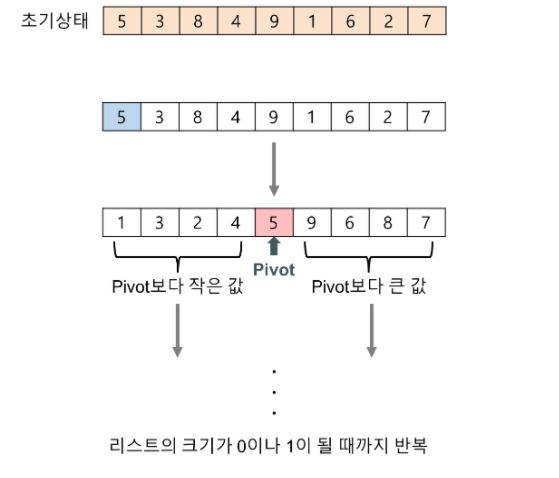 초기상태 5 3 8 4 9 1 6 2 7
5 3 8 4 9 1 6 2 7
1 3 2 4 5 9 6 8 7
Pivot
Pivot보다 작은 값 Pivot보다 큰 값
리스트의 크기가 0이나 1이 될 때까지 반복